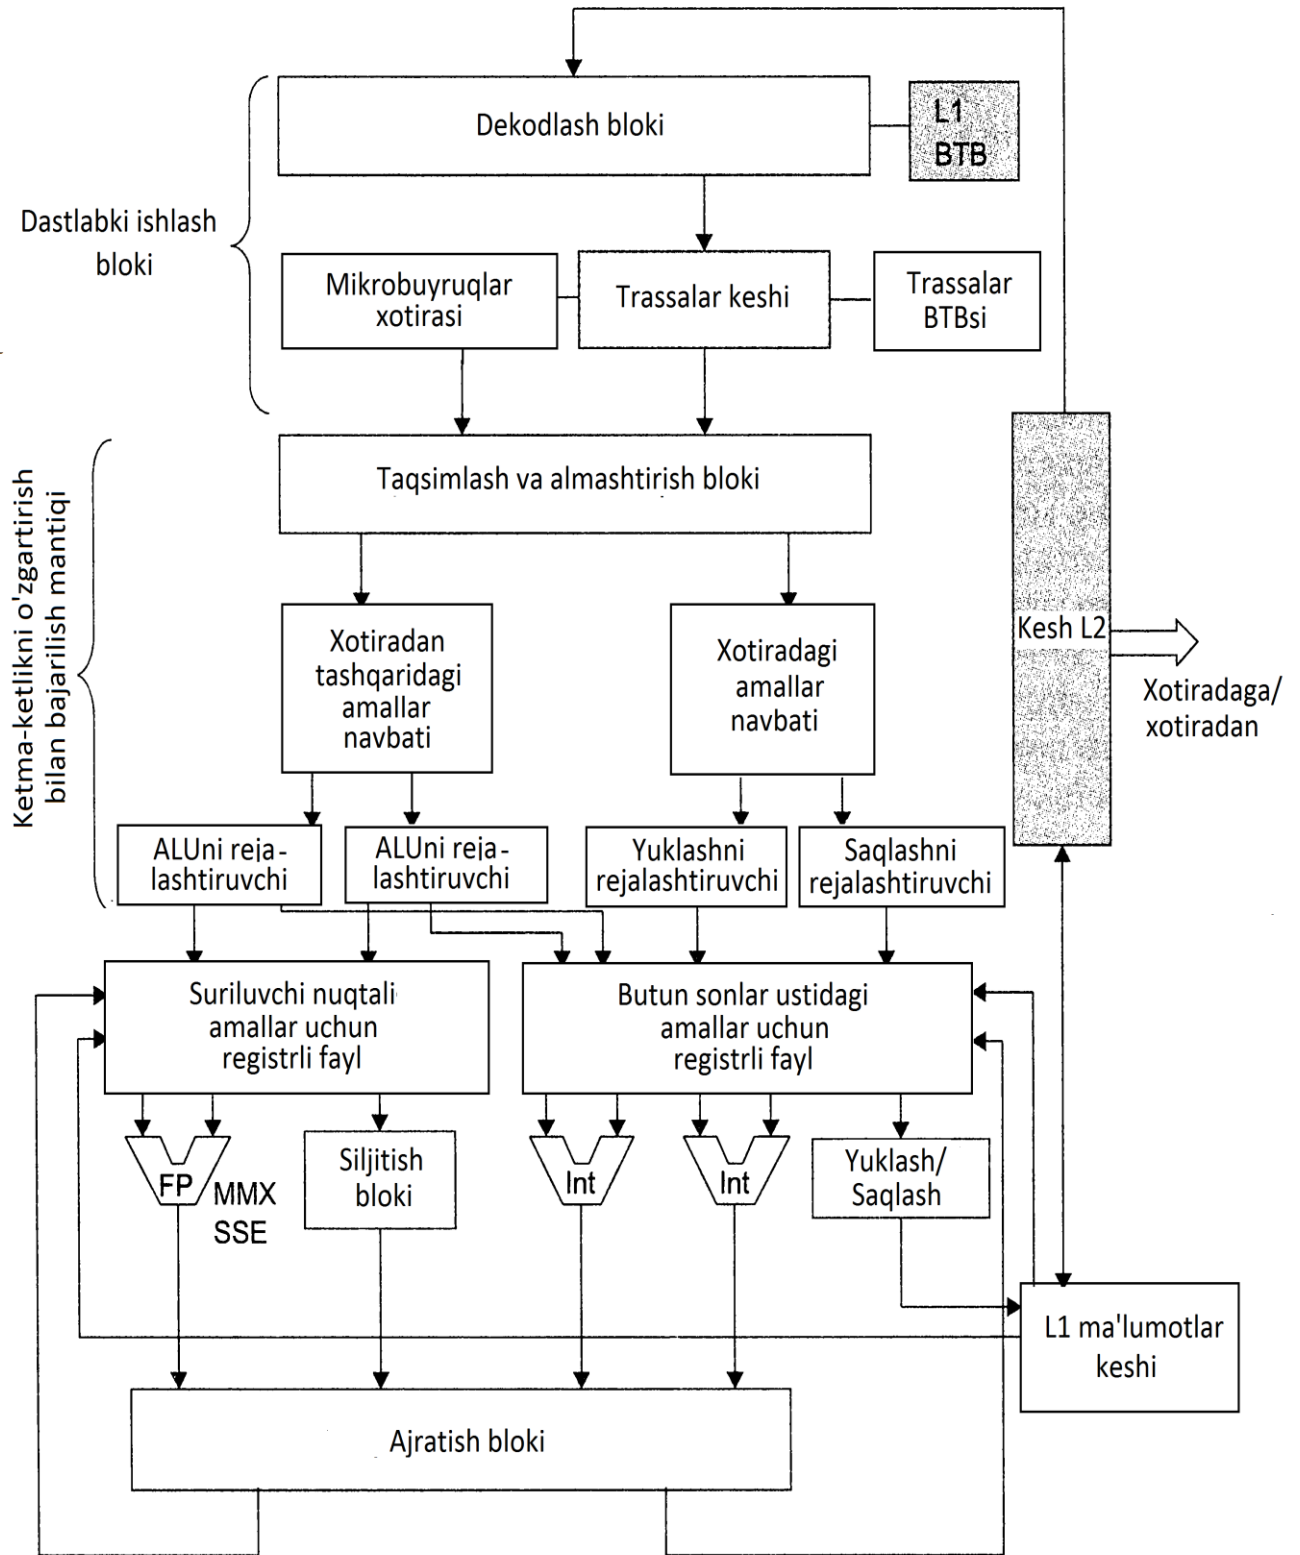 Dekodlash bloki
L1
BTB
Dastlabki ishlash
bloki
Mikrobuyruqlar
xotirasi
Trassalar keshi
Trassalar
BTBsi
Taqsimlash va almashtirish bloki
Ketma-ketlikni o'zgartirish
bilan bajarilish mantiqi
Xotiradan
tashqaridagi
amallar
navbati
Xotiradagi
amallar
navbati
Kesh L2
Xotiradaga/
xotiradan
ALUni reja-
lashtiruvchi
ALUni reja-
lashtiruvchi
Yuklashni
rejalashtiruvchi
Saqlashni
rejalashtiruvchi
Suriluvchi nuqtali
amallar uchun
registrli fayl
Butun sonlar ustidagi
amallar uchun
registrli fayl
FP
MMX
SSE
Siljitish
bloki
Int
Int
Yuklash/
Saqlash
L1 ma'lumotlar
keshi
Ajratish bloki